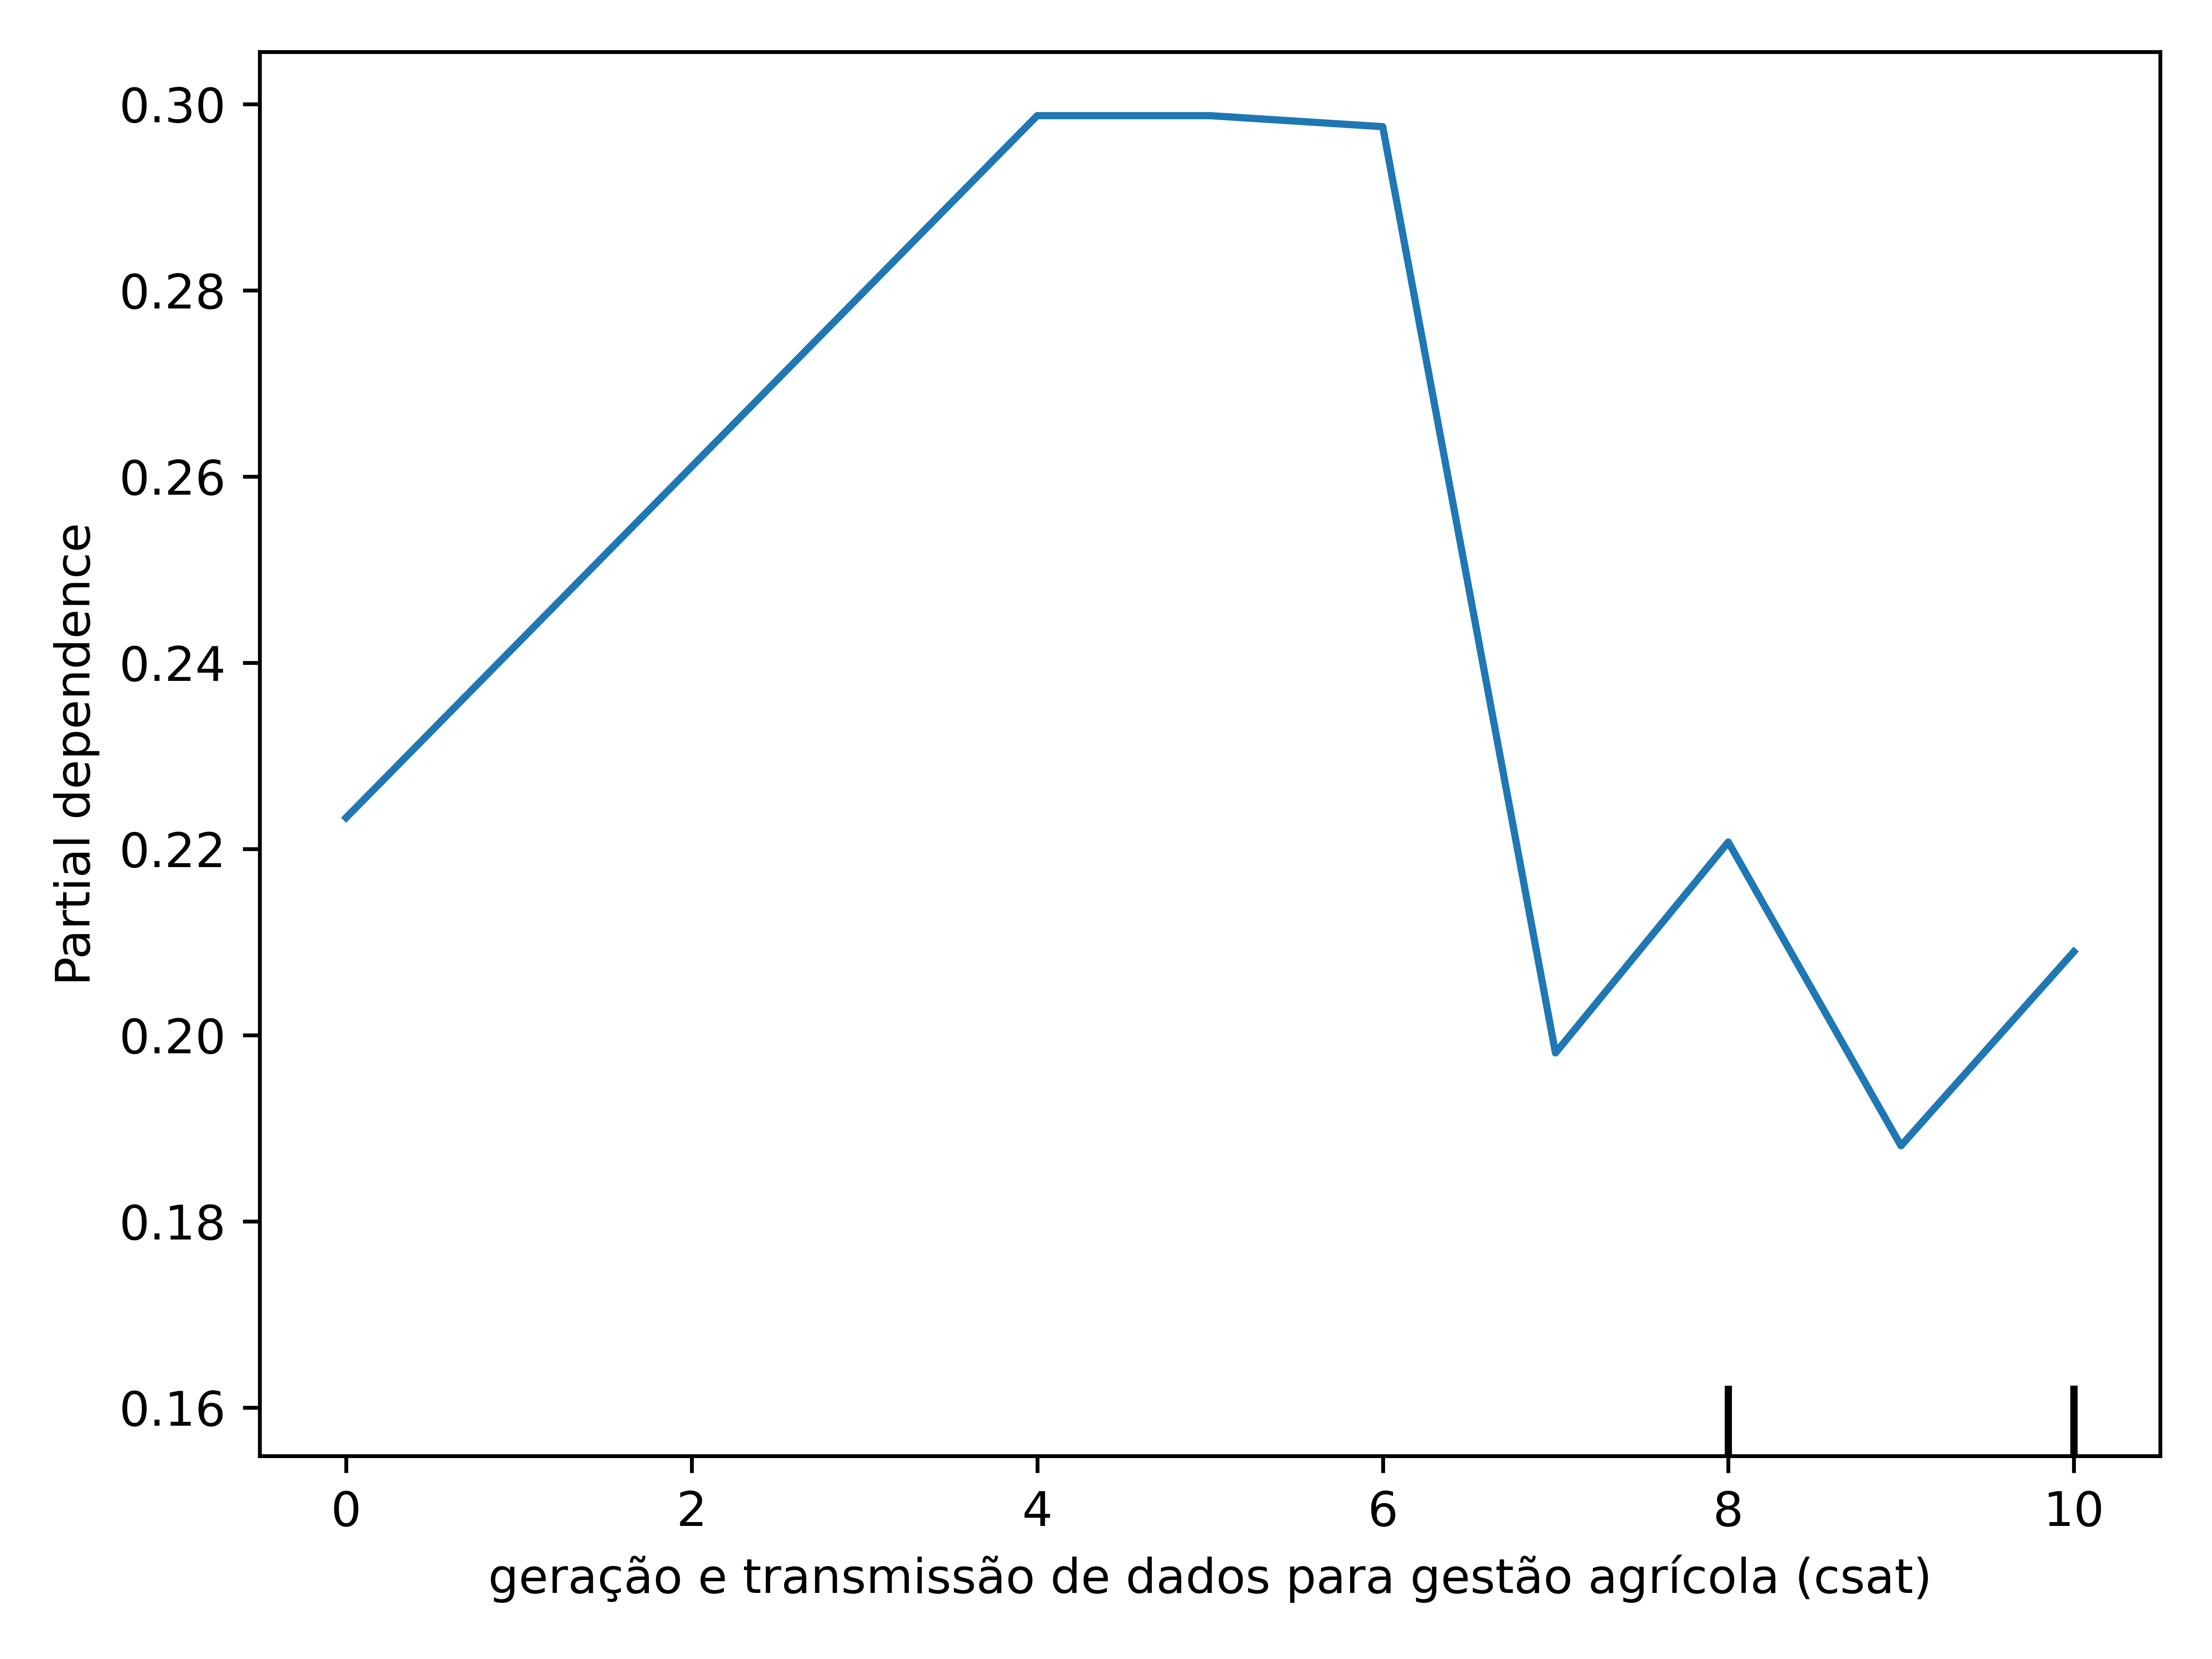 0.30
0.28
0.26
0.24
0.22
0.20
0.18
0.16
Partial dependence
0 2 4 6 8 10
geração e transmissão de dados para gestão agrícola (csat)